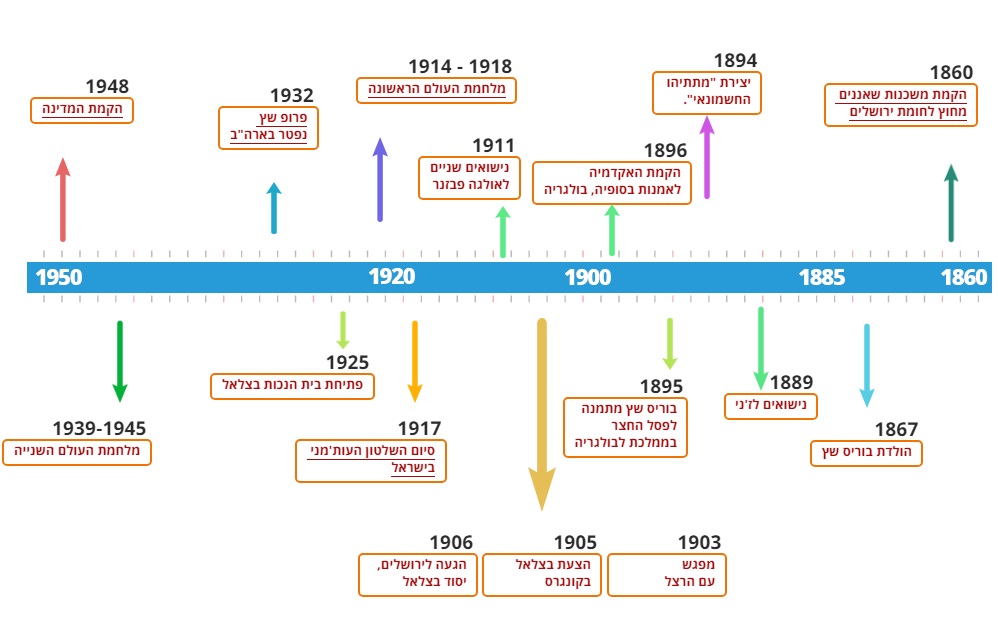 1860
הקמת משכנות שאננים
מחוץ לחומת ירושלים
1894
יצירת "מתתיהו
החשמונאי".
1896
הקמת האקדמיה
לאמנות בסופיה, בולגריה
1911
נישואים שניים
לאולגה פבזנר
1914 - 1918
מלחמת העולם הראשונה
1932
פרופ שץ
נפטר בארה"ב
1948
הקמת המדינה
1860
1885
1900
1920
1950
1867
הולדת בוריס שץ
1889
נישואים לז'ני
1895
בוריס שץ מתמנה
לפסל החצר
בממלכת לבולגריה
1903
מפגש
עם הרצל
1905
הצעת בצלאל
בקונגרס
1906
הגעה לירושלים,
יסוד בצלאל
1917
סיום השלטון העות'מני
בישראל
1925
פתיחת בית הנכות בצלאל
1939-1945
מלחמת העולם השנייה